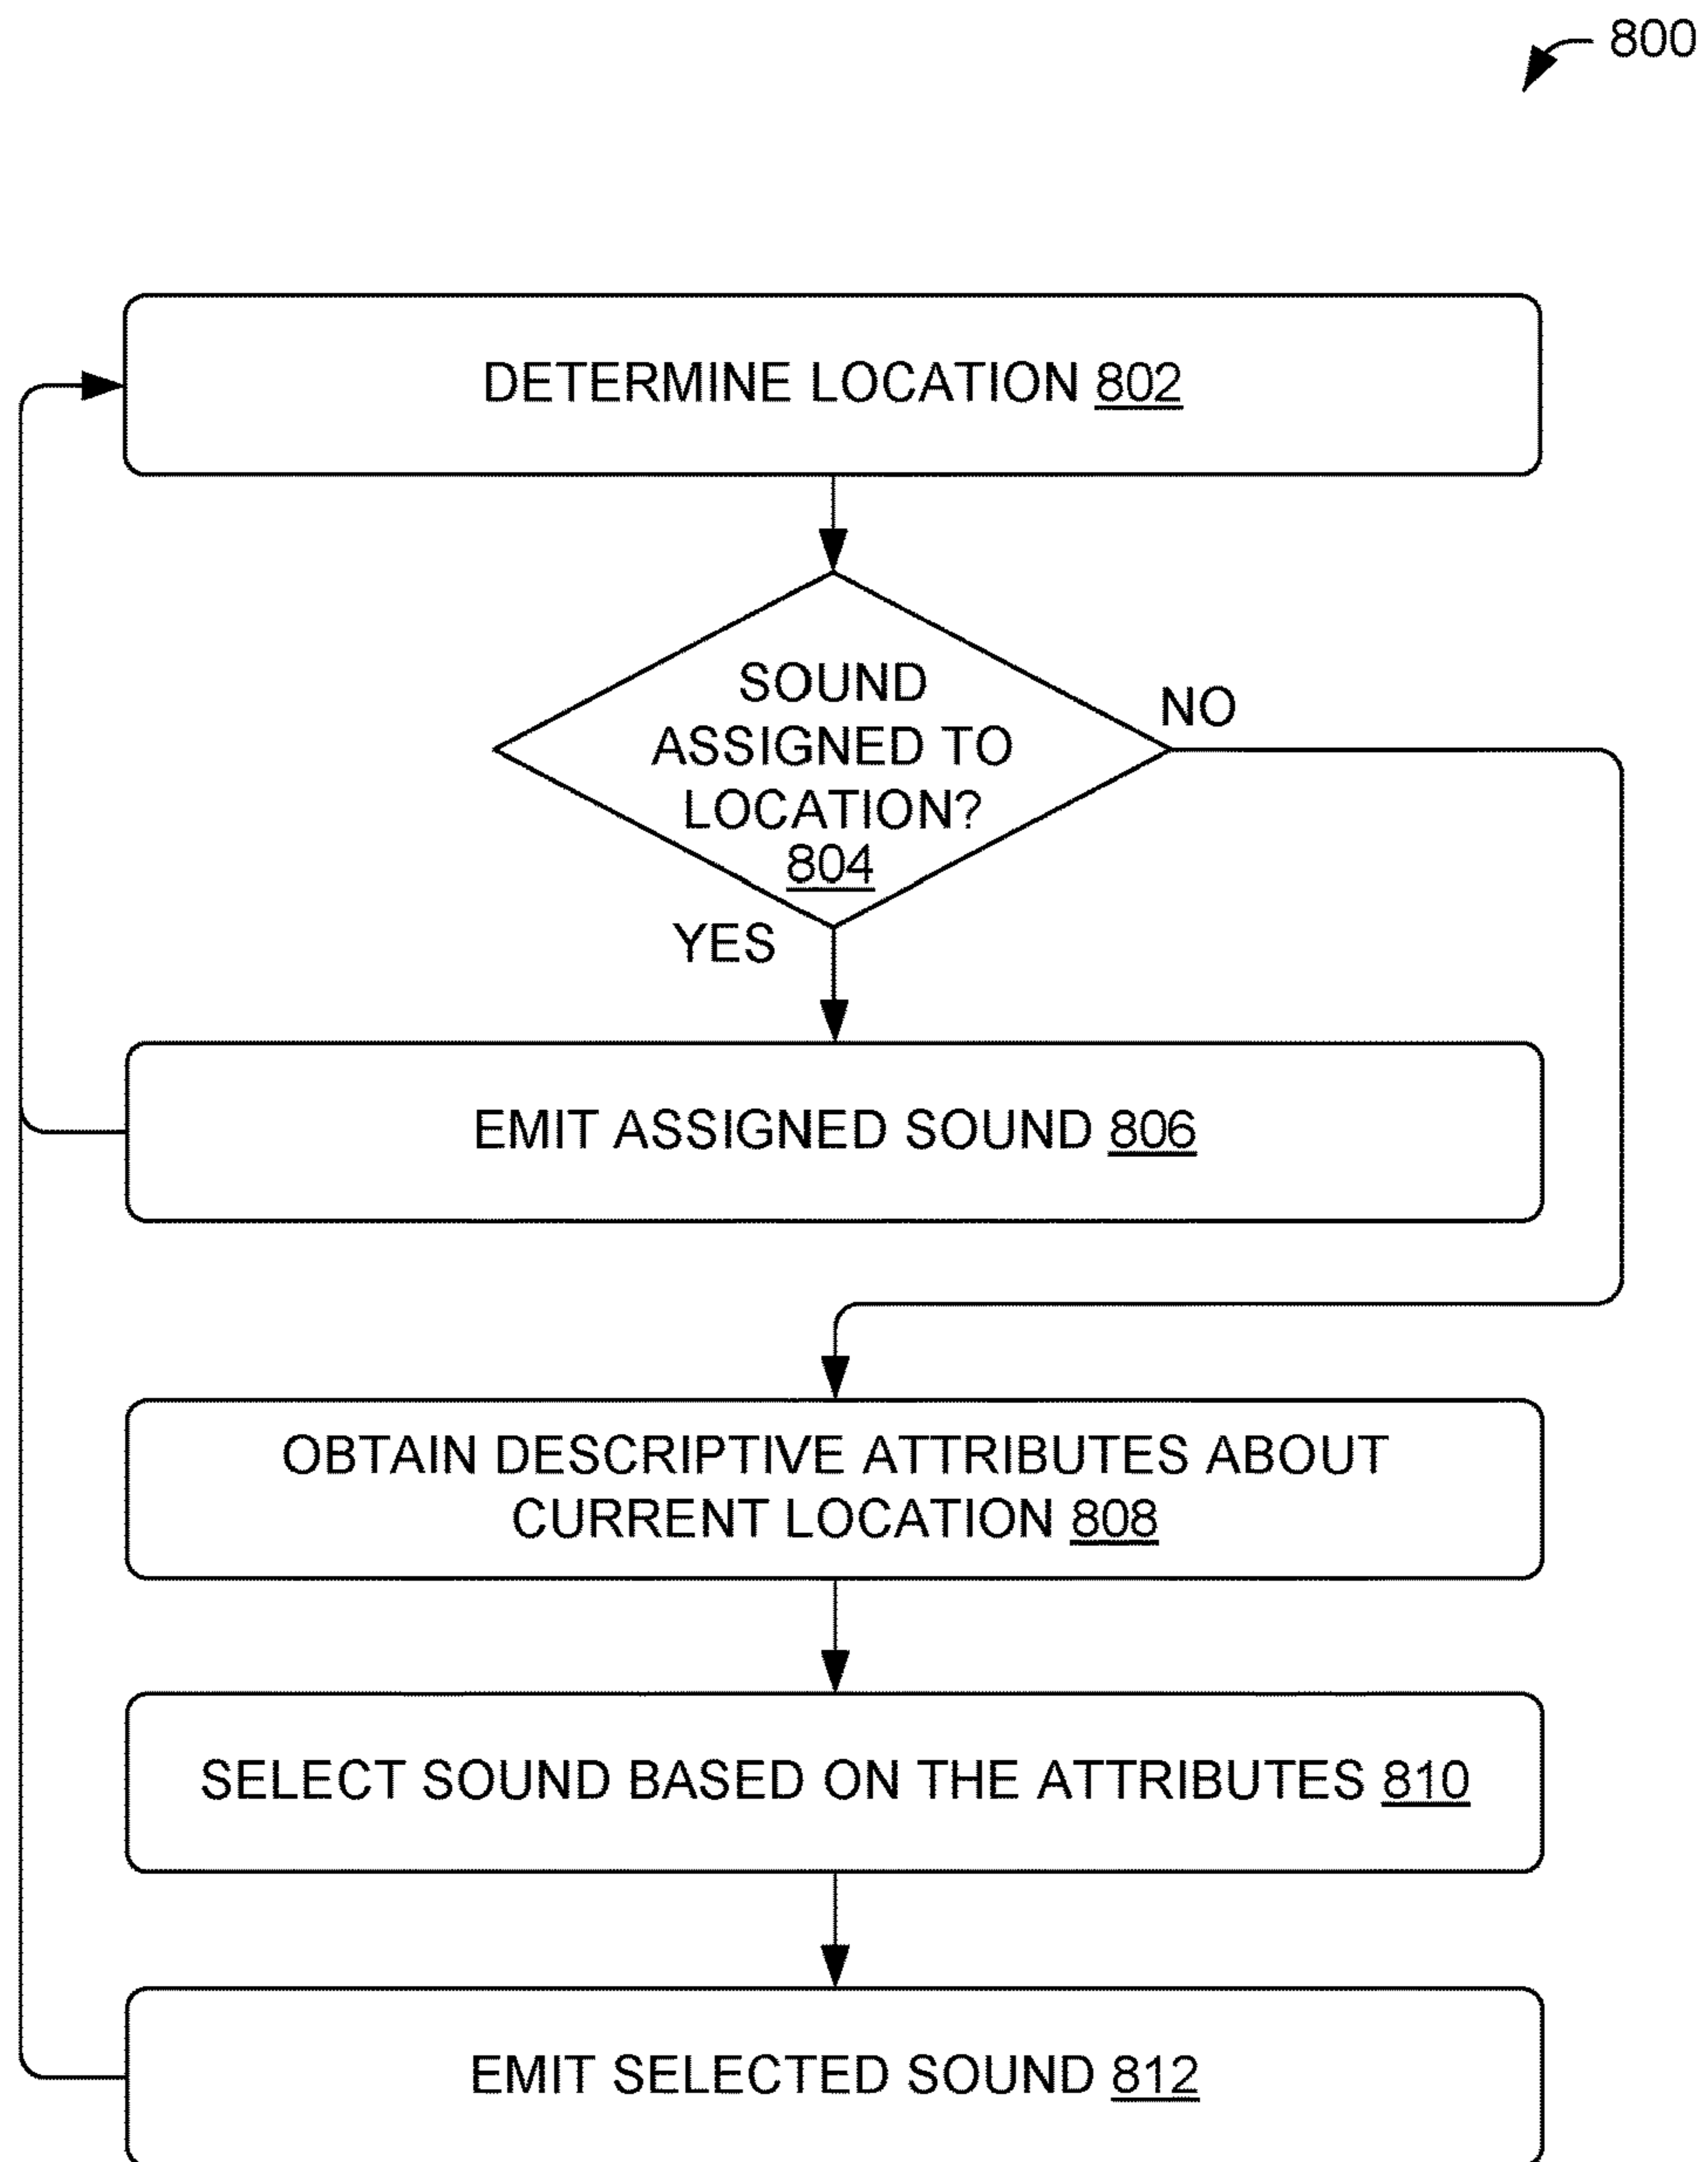 800
DETERMINE LOCATION 802
SOUND
ASSIGNED TO
LOCATION?
804
NO
YES
EMIT ASSIGNED SOUND 806
OBTAIN DESCRIPTIVE ATTRIBUTES ABOUT
CURRENT LOCATION 808
SELECT SOUND BASED ON THE ATTRIBUTES 810
EMIT SELECTED SOUND 812